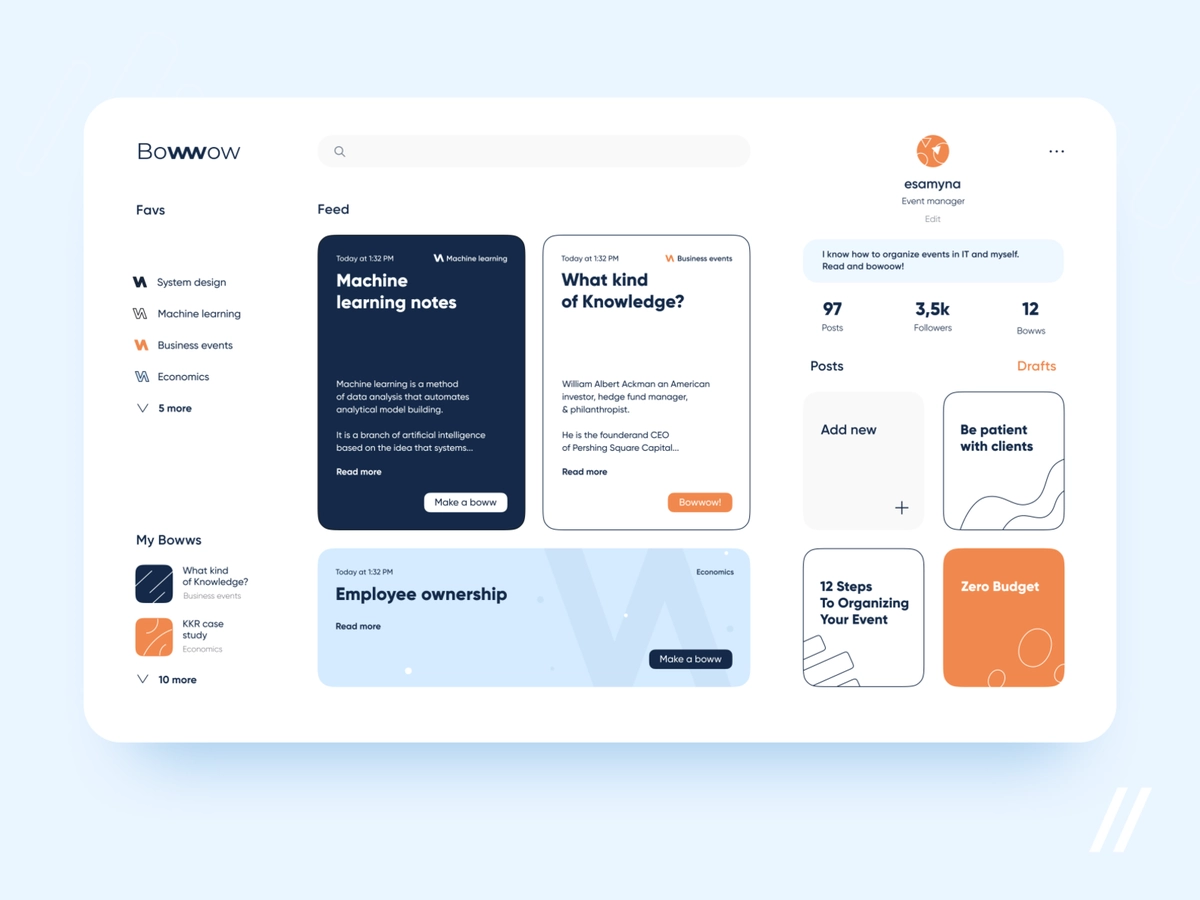 Bowwow
Favs
System design
Machine learning
Business events
Economics
5 more
My Bowws
What kind
of Knowledge?
Business events
KKR case
study
Economics
10 more
Feed
Today at 1:32 PM
Machine learning
Machine
learning notes
Machine learning is a method
of data analysis that automates
analytical model building.
It is a branch of artificial intelligence
based on the idea that systems...
Read more
Make a boww
Today at 1:32 PM
Business events
What kind
of Knowledge?
William Albert Ackman an American
investor, hedge fund manager,
& philanthropist.
He is the founderand CEO
of Pershing Square Capital...
Read more
Bowwow!
Today at 1:32 PM
Economics
Employee ownership
Read more
Make a boww
esamyna
Event manager
Edit
I know how to organize events in IT and myself.
Read and bowoow!
97
Posts
3,5k
Followers
12
Bowws
Posts
Drafts
Add new
Be patient
with clients
12 Steps
To Organizing
Your Event
Zero Budget